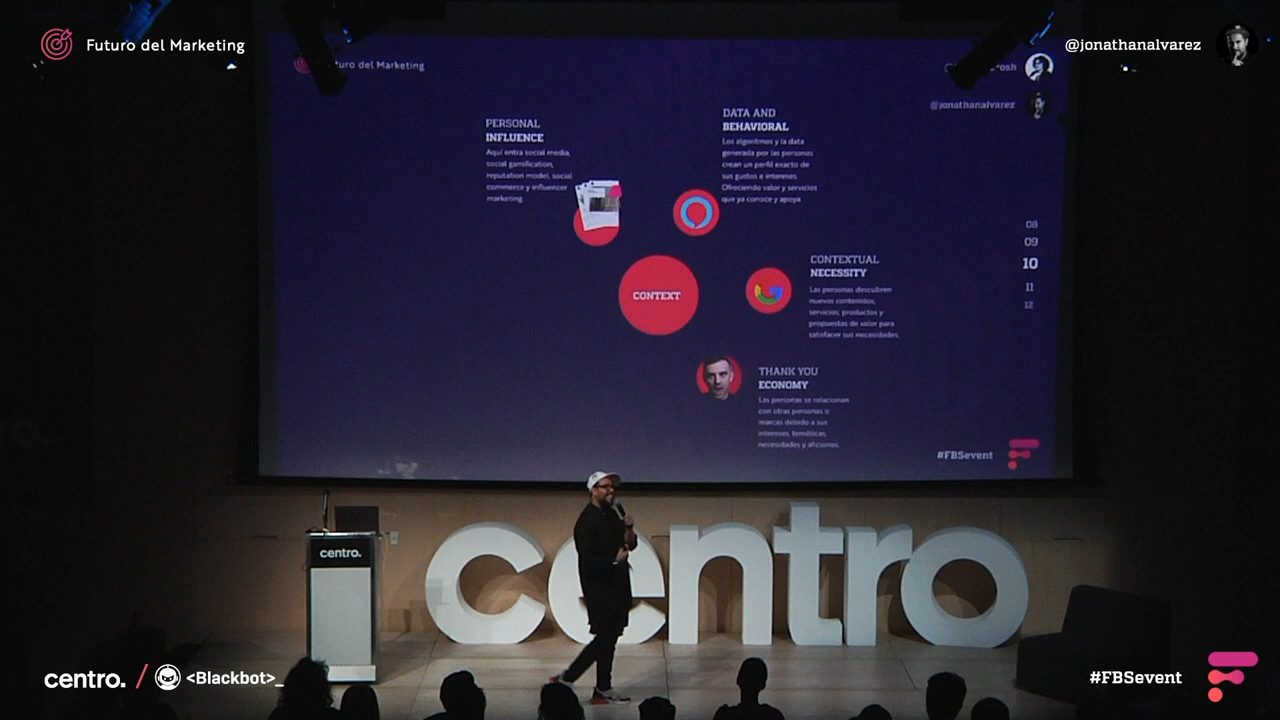 Futuro del Marketing
@jonathanalvarez
uro del Marketing
osh
@jonathanalvarez
PERSONAL
INFLUENCE
Aquí entra social media,
social gamification,
reputation model, social
commerce y influencer
marketing.
DATA AND
BEHAVIORAL
Los algoritmos y la data
generada por las personas
crean un perfil exacto de
sus gustos e intereses.
Ofreciendo valor y servicios
que ya conoce y apoya
CONTEXT
CONTEXTUAL
NECESSITY
Las personas descubren
nuevos contenidos,
servicios, productos y
propuestas de valor para
satisfacer sus necesidades.
THANK YOU
ECONOMY
Las personas se relacionan
con otras personas o
marcas debido a sus
intereses, temáticas,
necesidades y aficiones.
08
09
10
11
12
#FBSevent
centro.
centro
centro. / <Blackbot>_
#FBSevent